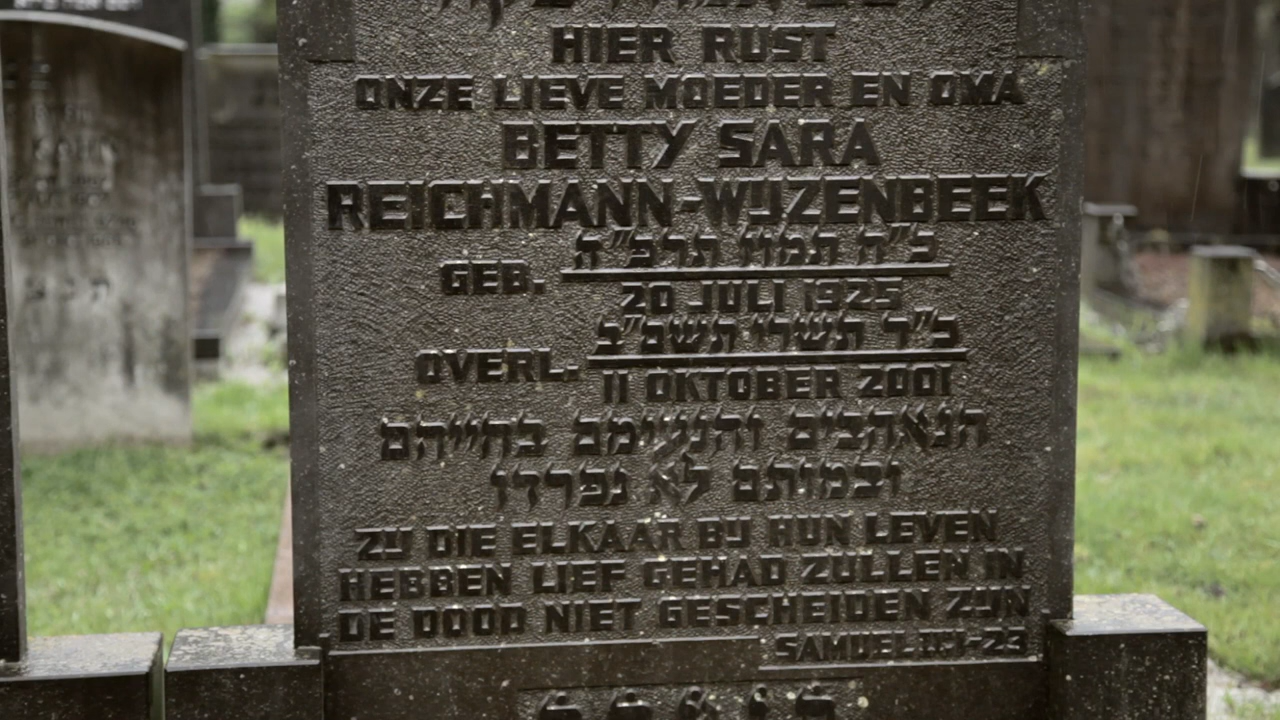 HIER RUST
ONZE LIEVE MOEDER EN OMA
BETTY SARA
REICHMANN-WIJZENBEEK
כ"ח תמוז תרפ"ה
GEB.
20 JULI 1925
כ"ד תשרי תשס"ב
OVERL.
11 OKTOBER 2001
הנאהבים והנעימם בחייהם
ובמותם לא נפרדו
ZIJ DIE ELKAAR BIJ HUN LEVEN
HEBBEN LIEF GEHAD ZULLEN IN
DE DOOD NIET GESCHEIDEN ZIJN
SAMUEL II:1-23